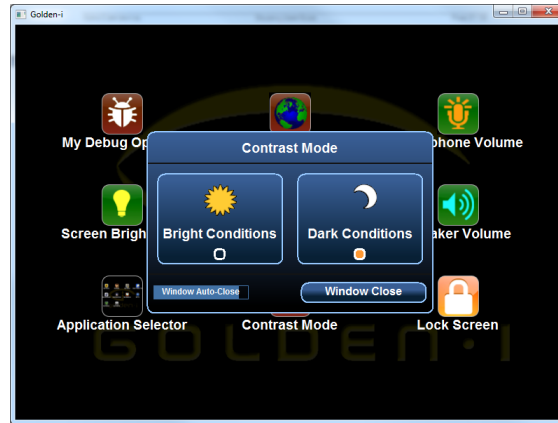 Golden-i
My Debug Op
phone Volume
Contrast Mode
Bright Conditions
Dark Conditions
Screen Brigh
aker Volume
Window Auto-Close
Window Close
Application Selector
Contrast Mode
Lock Screen
GOLDEN·I